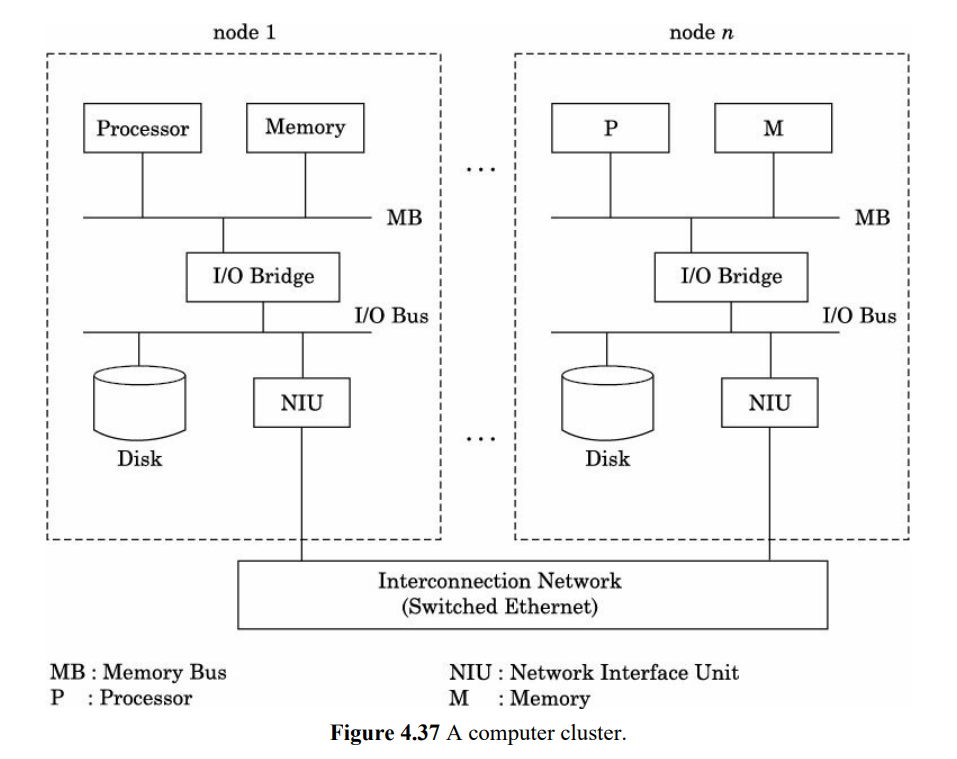 node 1
node n
Processor
Memory
P
M
...
MB
MB
I/O Bridge
I/O Bridge
I/O Bus
I/O Bus
NIU
NIU
...
Disk
Disk
Interconnection Network
(Switched Ethernet)
MB : Memory Bus
NIU : Network Interface Unit
P : Processor
M : Memory
Figure 4.37 A computer cluster.